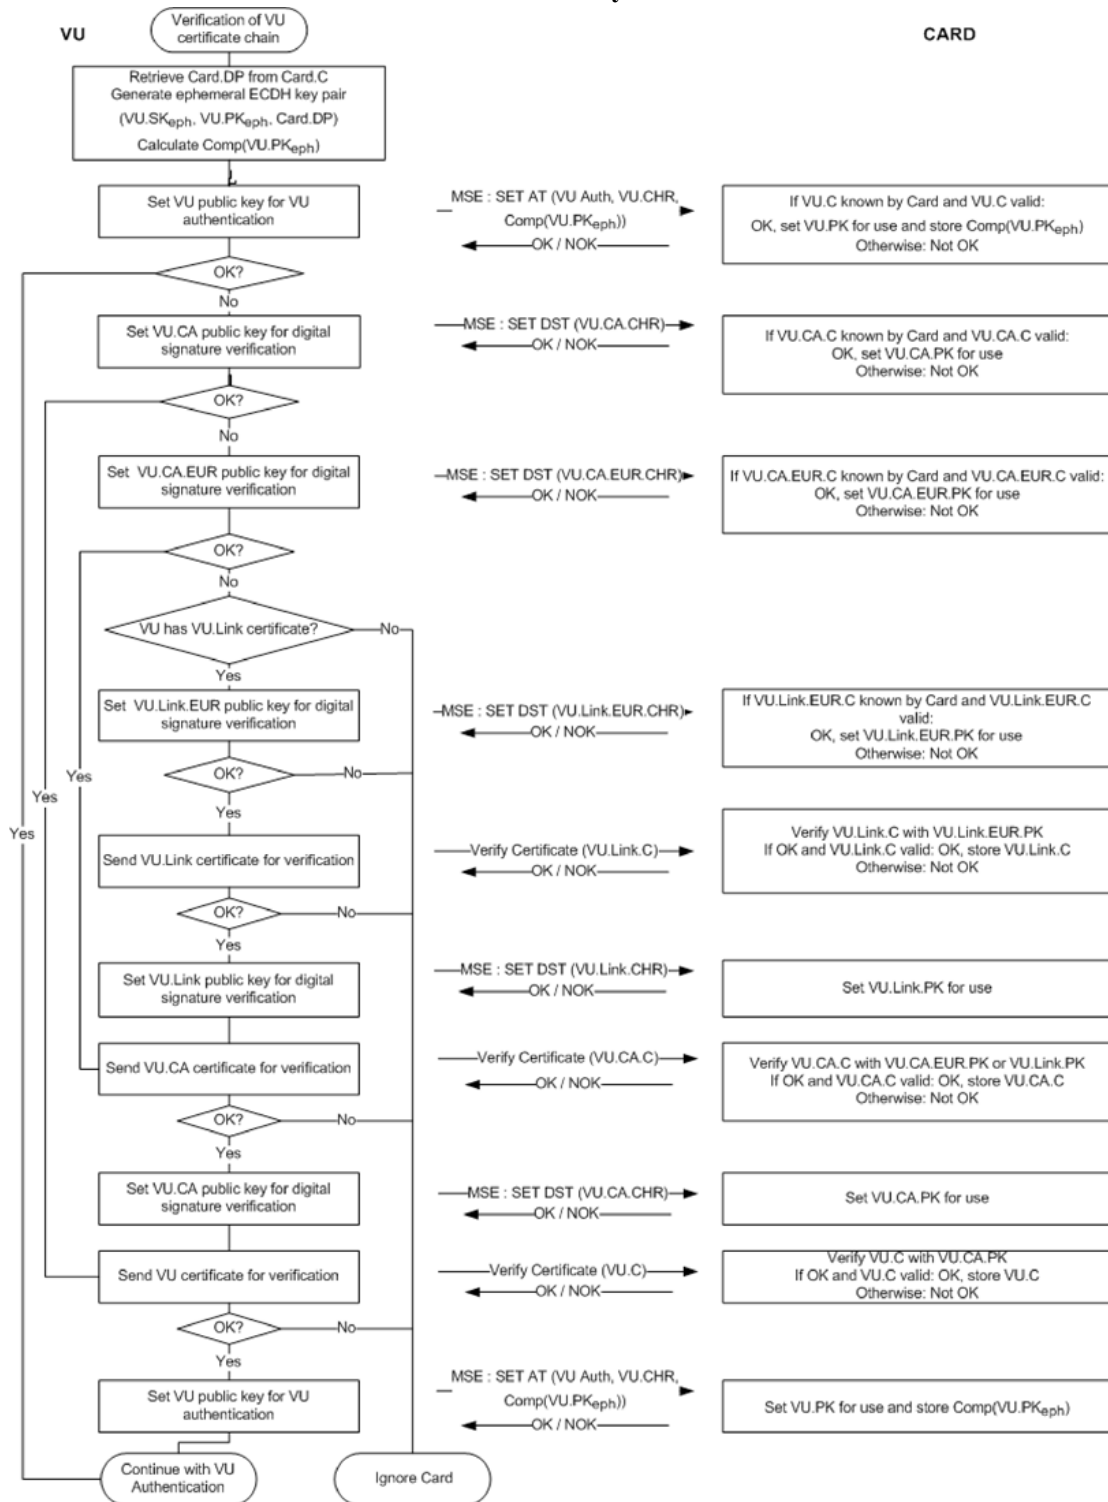 VU
Verification of VU
certificate chain
CARD
Retrieve Card.DP from Card.C
Generate ephemeral ECDH key pair
(VU.SKeph, VU.PKeph, Card.DP)
Calculate Comp(VU.PKeph)
Set VU public key for VU
authentication
MSE : SET AT (VU Auth, VU.CHR,
Comp(VU.PKeph))
OK / NOK
If VU.C known by Card and VU.C valid:
OK, set VU.PK for use and store Comp(VU.PKeph)
Otherwise: Not OK
OK?
No
Set VU.CA public key for digital
signature verification
MSE : SET DST (VU.CA.CHR)
OK / NOK
If VU.CA.C known by Card and VU.CA.C valid:
OK, set VU.CA.PK for use
Otherwise: Not OK
OK?
No
Set VU.CA.EUR public key for digital
signature verification
MSE : SET DST (VU.CA.EUR.CHR)
OK / NOK
If VU.CA.EUR.C known by Card and VU.CA.EUR.C valid:
OK, set VU.CA.EUR.PK for use
Otherwise: Not OK
OK?
No
VU has VU.Link certificate?
No
Yes
Set VU.Link.EUR public key for digital
signature verification
MSE : SET DST (VU.Link.EUR.CHR)
OK / NOK
If VU.Link.EUR.C known by Card and VU.Link.EUR.C
valid:
OK, set VU.Link.EUR.PK for use
Otherwise: Not OK
OK?
No
Yes
Yes
Yes
Yes
Send VU.Link certificate for verification
Verify Certificate (VU.Link.C)
OK / NOK
Verify VU.Link.C with VU.Link.EUR.PK
If OK and VU.Link.C valid: OK, store VU.Link.C
Otherwise: Not OK
OK?
No
Yes
Set VU.Link public key for digital
signature verification
MSE : SET DST (VU.Link.CHR)
OK / NOK
Set VU.Link.PK for use
Send VU.CA certificate for verification
Verify Certificate (VU.CA.C)
OK / NOK
Verify VU.CA.C with VU.CA.EUR.PK or VU.Link.PK
If OK and VU.CA.C valid: OK, store VU.CA.C
Otherwise: Not OK
OK?
No
Yes
Set VU.CA public key for digital
signature verification
MSE : SET DST (VU.CA.CHR)
OK / NOK
Set VU.CA.PK for use
Send VU certificate for verification
Verify Certificate (VU.C)
OK / NOK
Verify VU.C with VU.CA.PK
If OK and VU.C valid: OK, store VU.C
Otherwise: Not OK
OK?
No
Yes
Set VU public key for VU
authentication
MSE : SET AT (VU Auth, VU.CHR,
Comp(VU.PKeph))
OK / NOK
Set VU.PK for use and store Comp(VU.PKeph)
Continue with VU
Authentication
Ignore Card